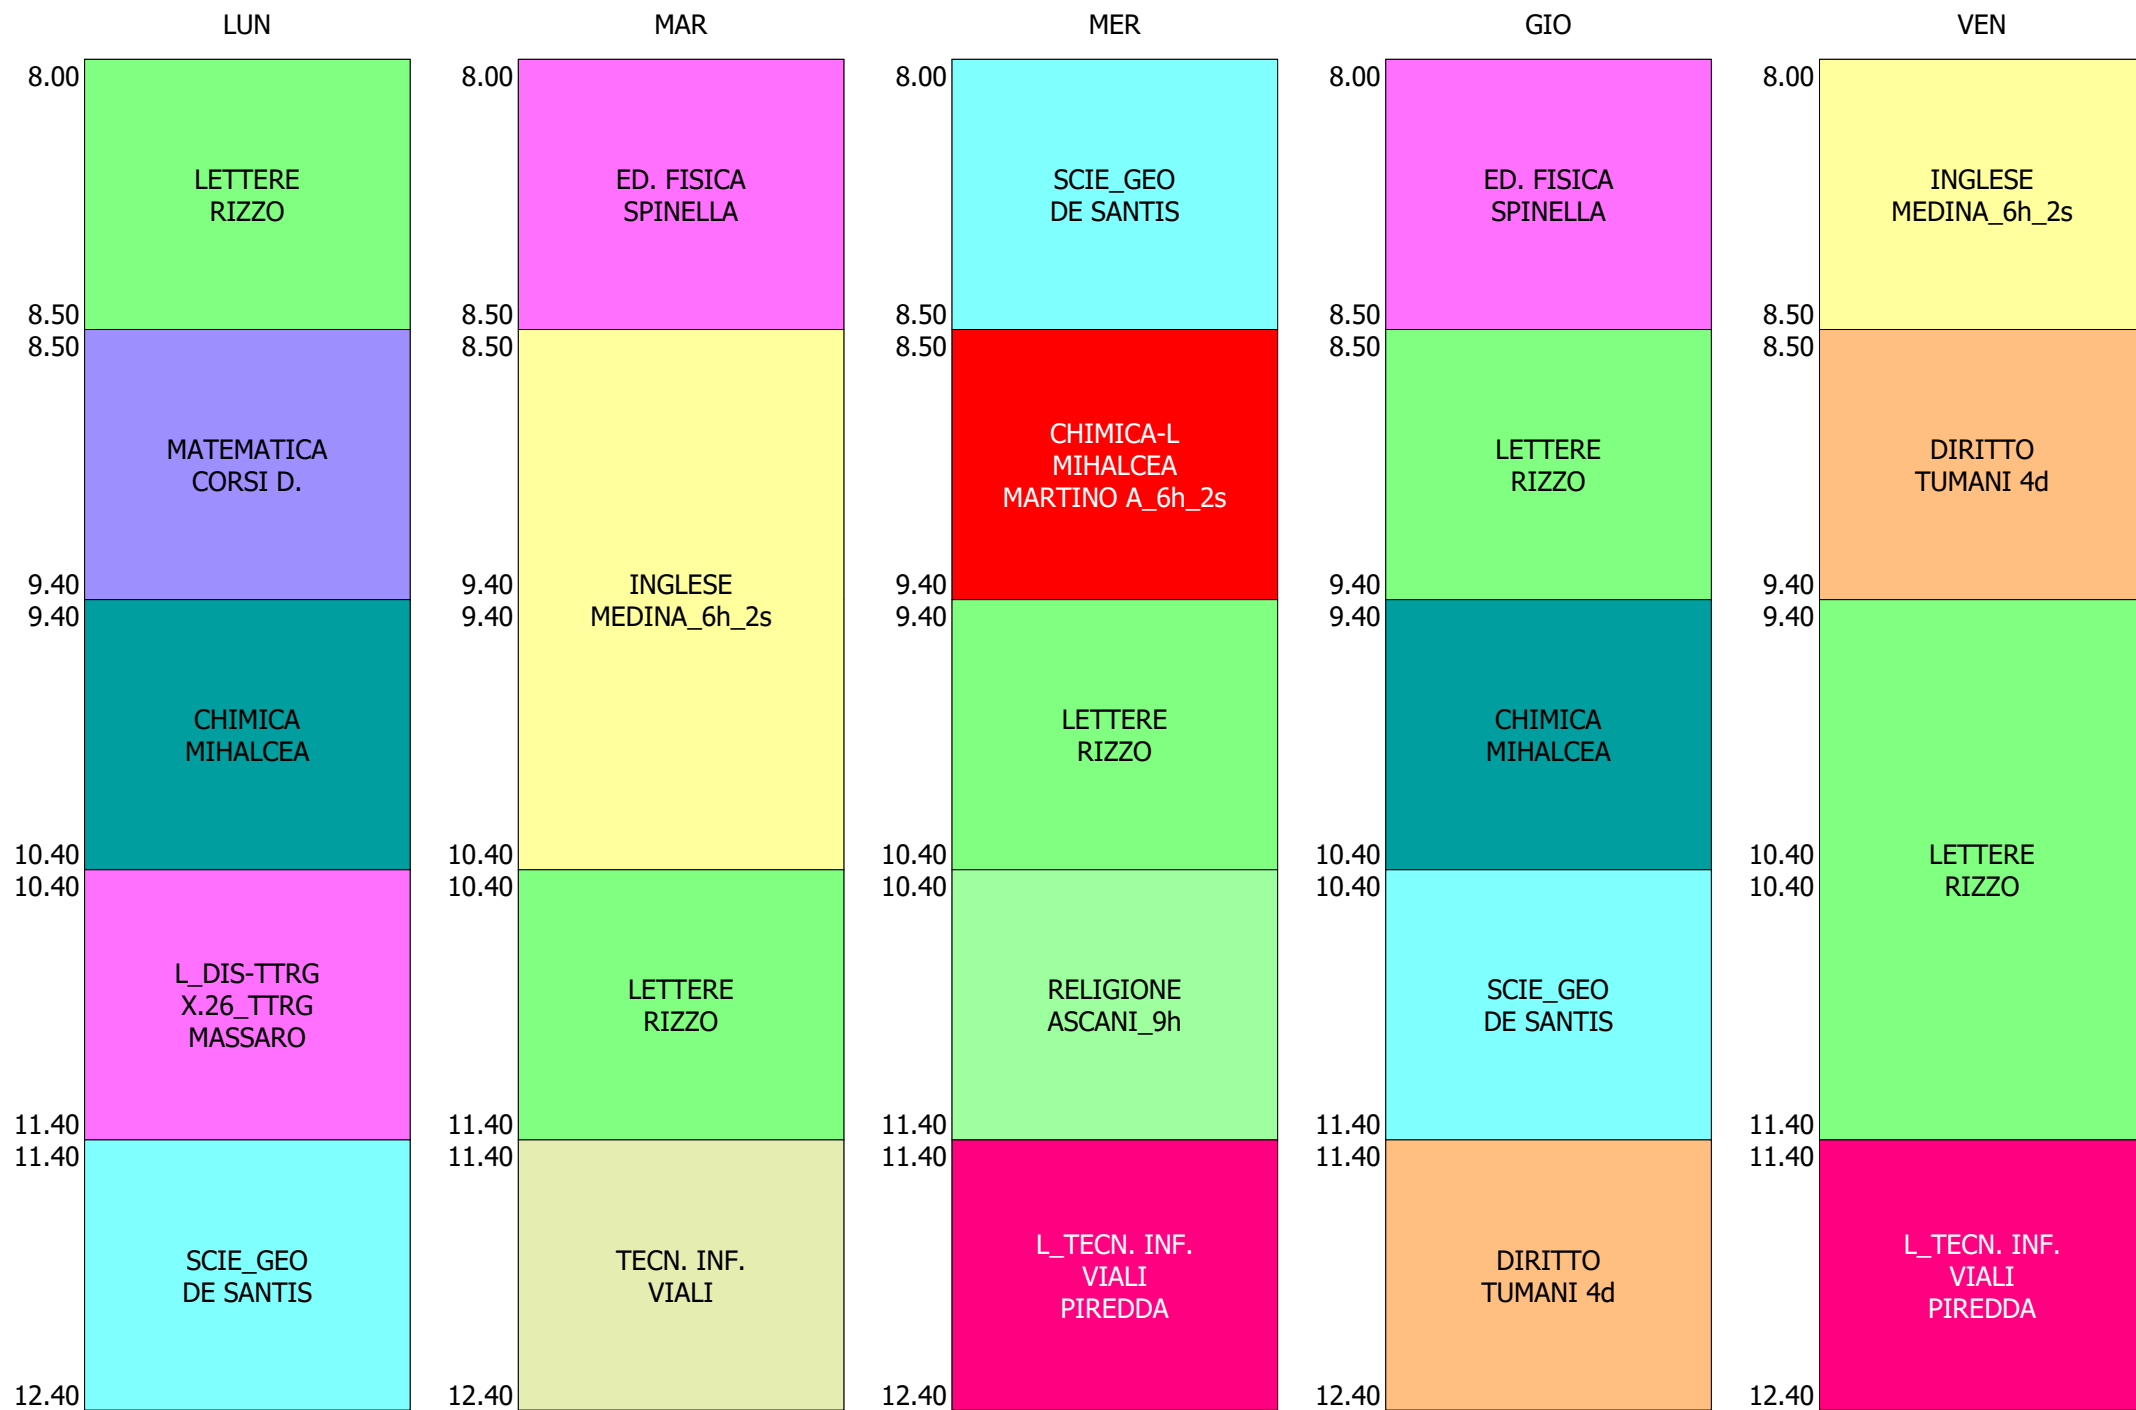 LUN
MAR
MER
GIO
VEN
8.00
LETTERE
RIZZO
8.50
8.50
MATEMATICA
CORSI D.
9.40
9.40
CHIMICA
MIHALCEA
10.40
10.40
L_DIS-TTRG
X.26_TTRG
MASSARO
11.40
11.40
SCIE_GEO
DE SANTIS
12.40
8.00
ED. FISICA
SPINELLA
8.50
8.50
9.40
INGLESE
9.40
MEDINA_6h_2s
10.40
10.40
LETTERE
RIZZO
11.40
11.40
TECN. INF.
VIALI
12.40
8.00
SCIE_GEO
DE SANTIS
8.50
8.50
CHIMICA-L
MIHALCEA
MARTINO A_6h_2s
9.40
9.40
LETTERE
RIZZO
10.40
10.40
RELIGIONE
ASCANI_9h
11.40
11.40
L_TECN. INF.
VIALI
PIREDDA
12.40
8.00
ED. FISICA
SPINELLA
8.50
8.50
LETTERE
RIZZO
9.40
9.40
CHIMICA
MIHALCEA
10.40
10.40
SCIE_GEO
DE SANTIS
11.40
11.40
DIRITTO
TUMANI 4d
12.40
8.00
INGLESE
MEDINA_6h_2s
8.50
8.50
DIRITTO
TUMANI 4d
9.40
9.40
10.40
LETTERE
10.40
RIZZO
11.40
11.40
L_TECN. INF.
VIALI
PIREDDA
12.40